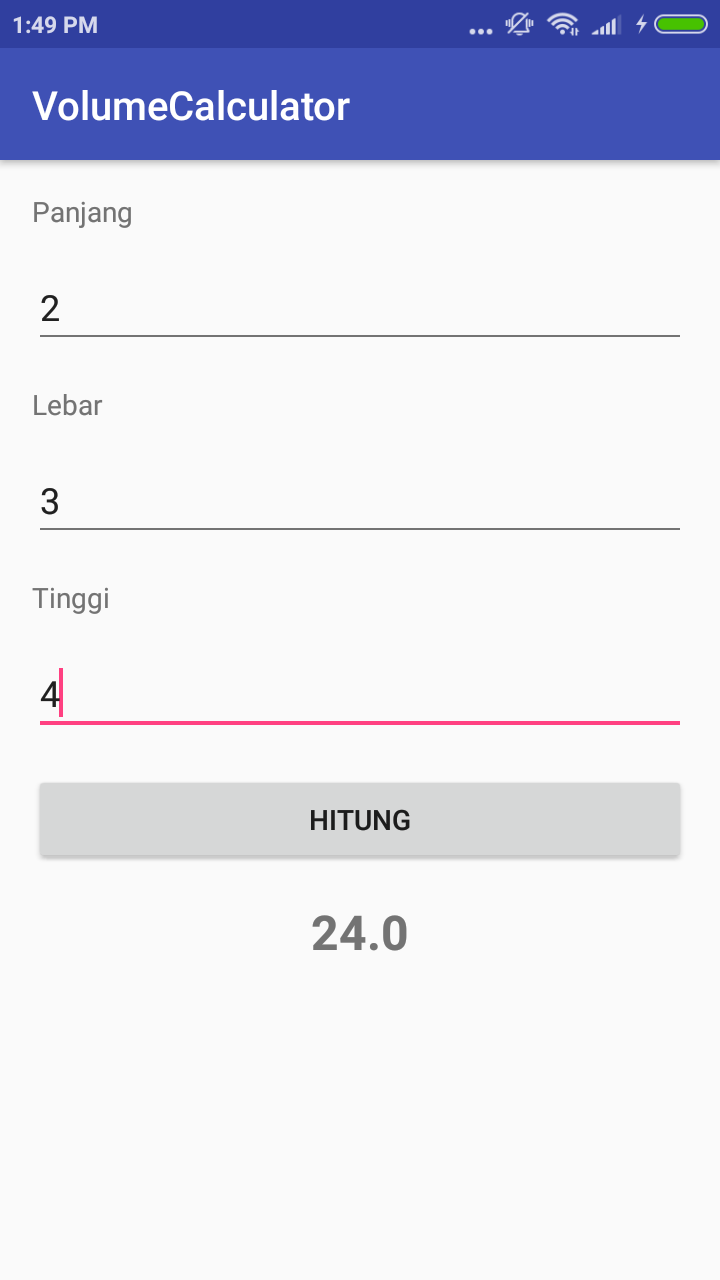 1:49 PM
VolumeCalculator
Panjang
2
Lebar
3
Tinggi
4
HITUNG
24.0